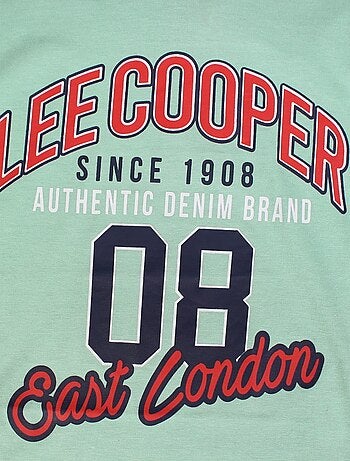 LEE COOPER
SINCE 1908
AUTHENTIC DENIM BRAND
08
East London